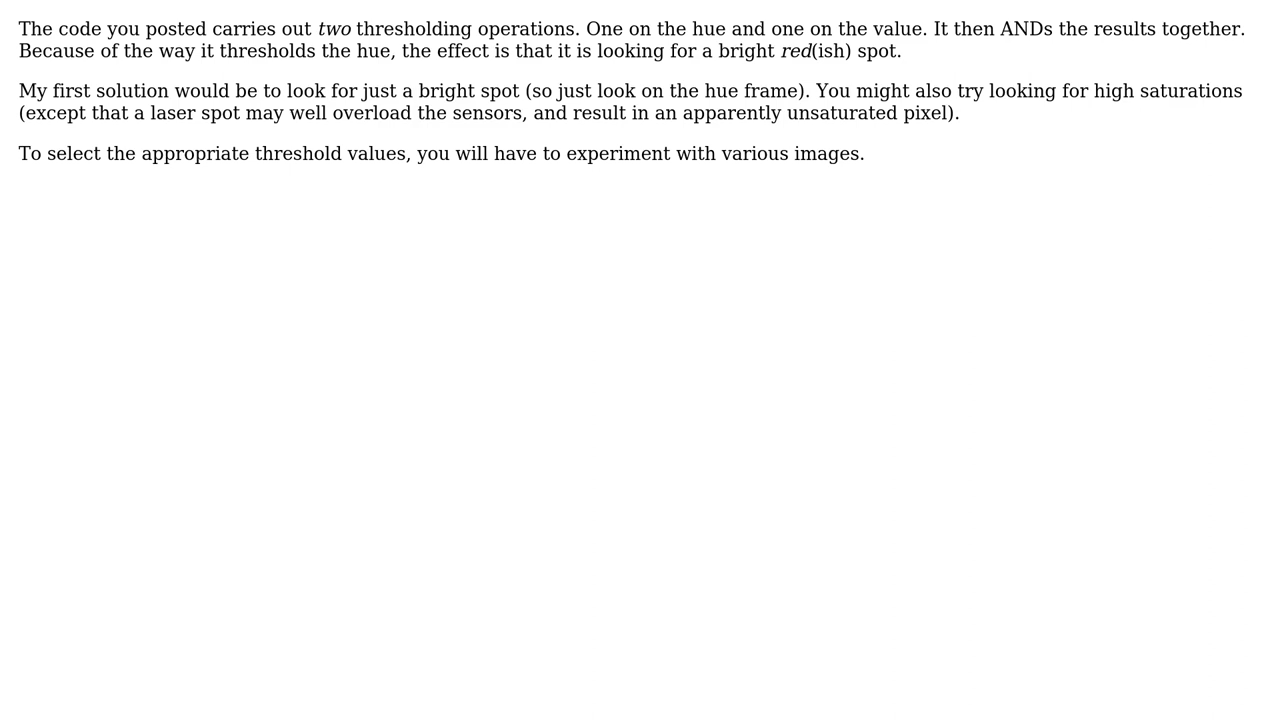 The code you posted carries out two thresholding operations. One on the hue and one on the value. It then ANDs the results together.
Because of the way it thresholds the hue, the effect is that it is looking for a bright red(ish) spot.
My first solution would be to look for just a bright spot (so just look on the hue frame). You might also try looking for high saturations
(except that a laser spot may well overload the sensors, and result in an apparently unsaturated pixel).
To select the appropriate threshold values, you will have to experiment with various images.